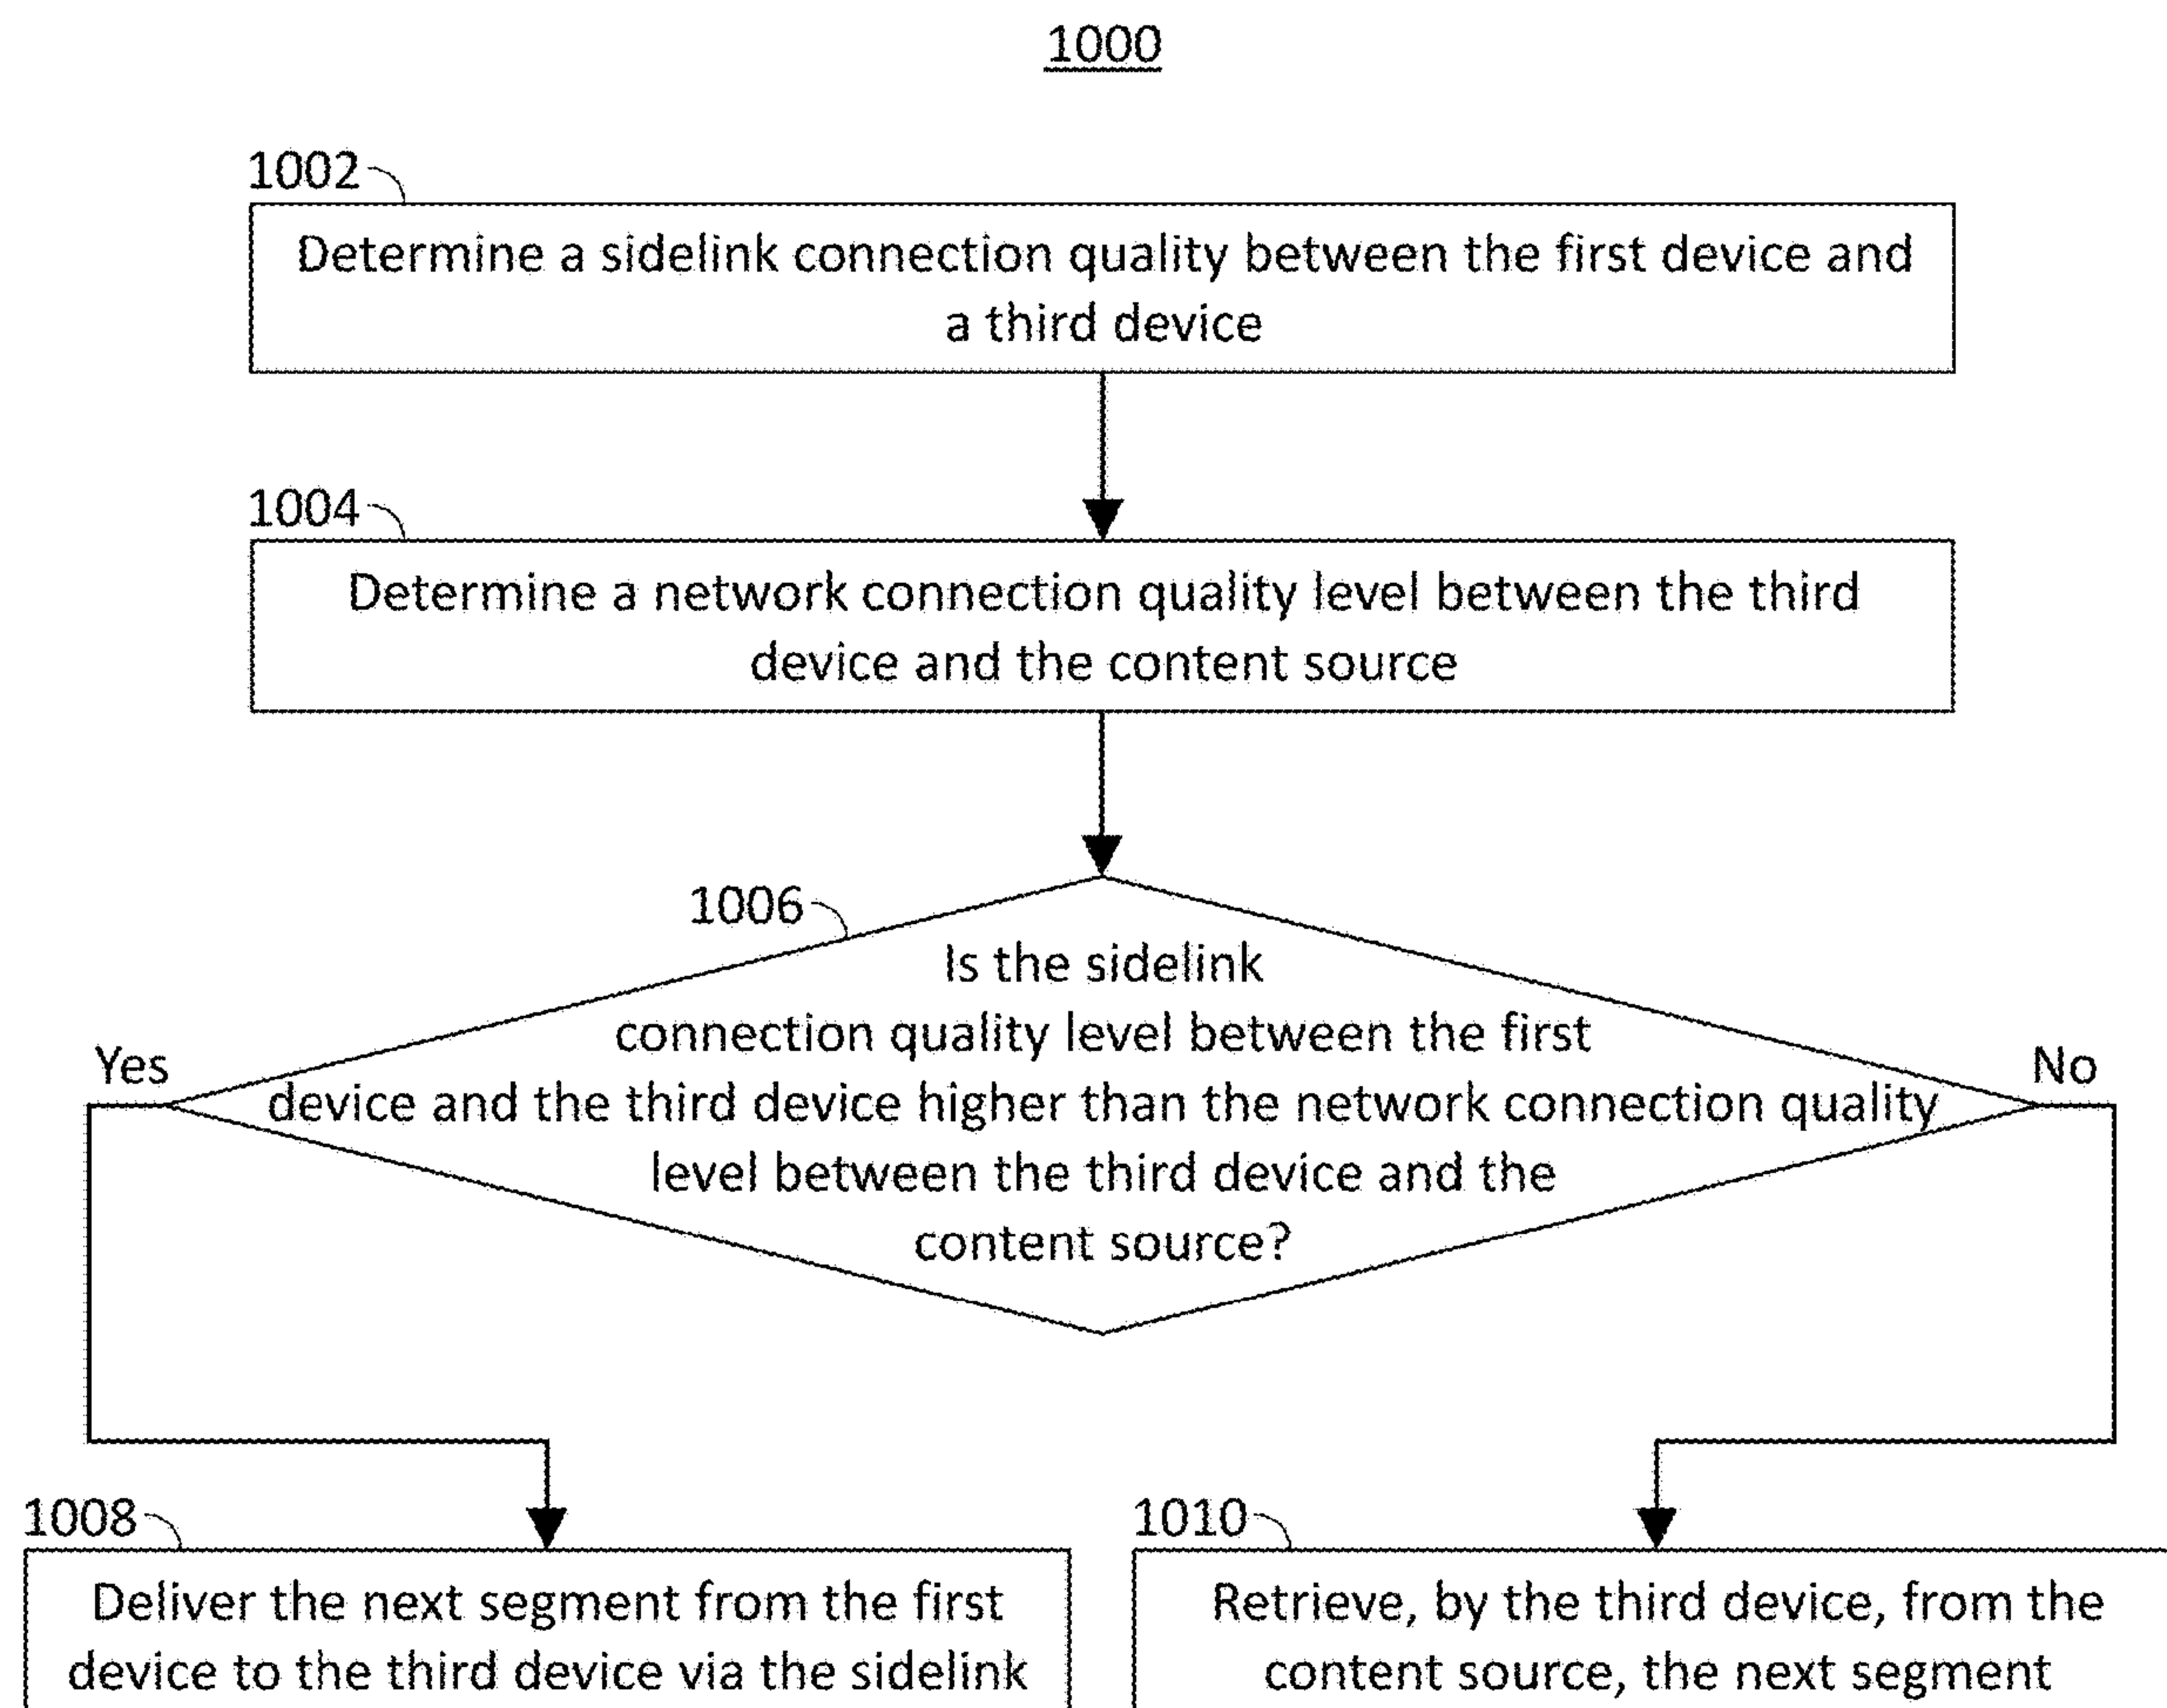 1000
1002
Determine a sidelink connection quality between the first device and
a third device
1004
Determine a network connection quality level between the third
device and the content source
1006
Is the sidelink
connection quality level between the first
Yes
No
device and the third device higher than the network connection quality
level between the third device and the
content source?
1008
Deliver the next segment from the first
device to the third device via the sidelink
1010
Retrieve, by the third device, from the
content source, the next segment